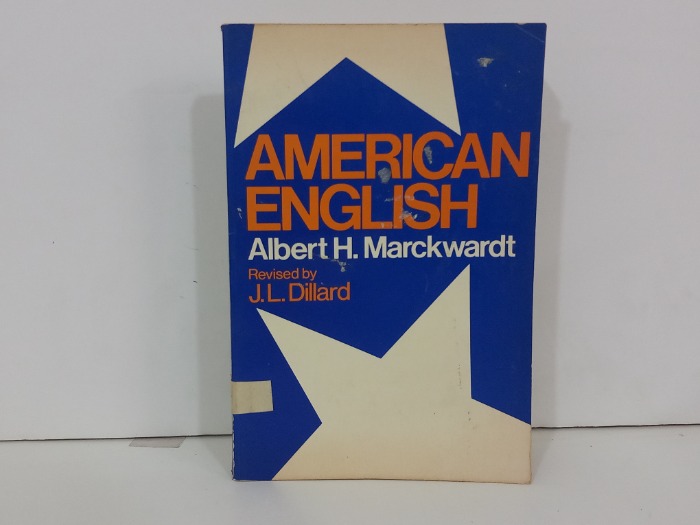 AMERICAN
ENGLISH
Albert H. Marckwardt
Revised by
J.L. Dillard